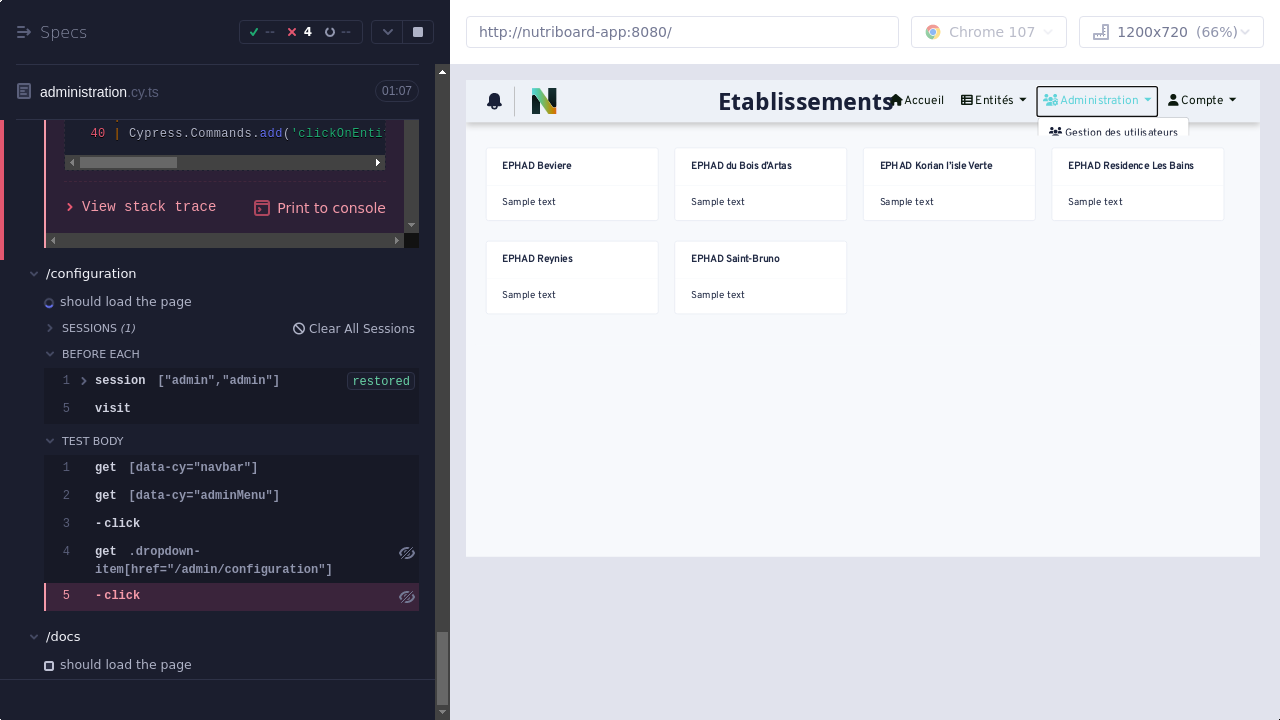 Specs
--
4
--
administration.cy.ts
01:07
40 | Cypress.Commands.add('clickOnEnti
View stack trace
Print to console
/configuration
should load the page
SESSIONS (1)
Clear All Sessions
BEFORE EACH
1 session ["admin","admin"] restored
5 visit
TEST BODY
1 get [data-cy="navbar"]
2 get [data-cy="adminMenu"]
3 -click
4 get .dropdown-
item[href="/admin/configuration"]
5 -click
/docs
should load the page
http://nutriboard-app:8080/
Chrome 107
1200x720 (66%)
Etablissements
Accueil
Entités
Administration
Compte
Gestion des utilisateurs
EPHAD Beviere
Sample text
EPHAD du Bois d'Artas
Sample text
EPHAD Korian l'isle Verte
Sample text
EPHAD Residence Les Bains
Sample text
EPHAD Reynies
Sample text
EPHAD Saint-Bruno
Sample text